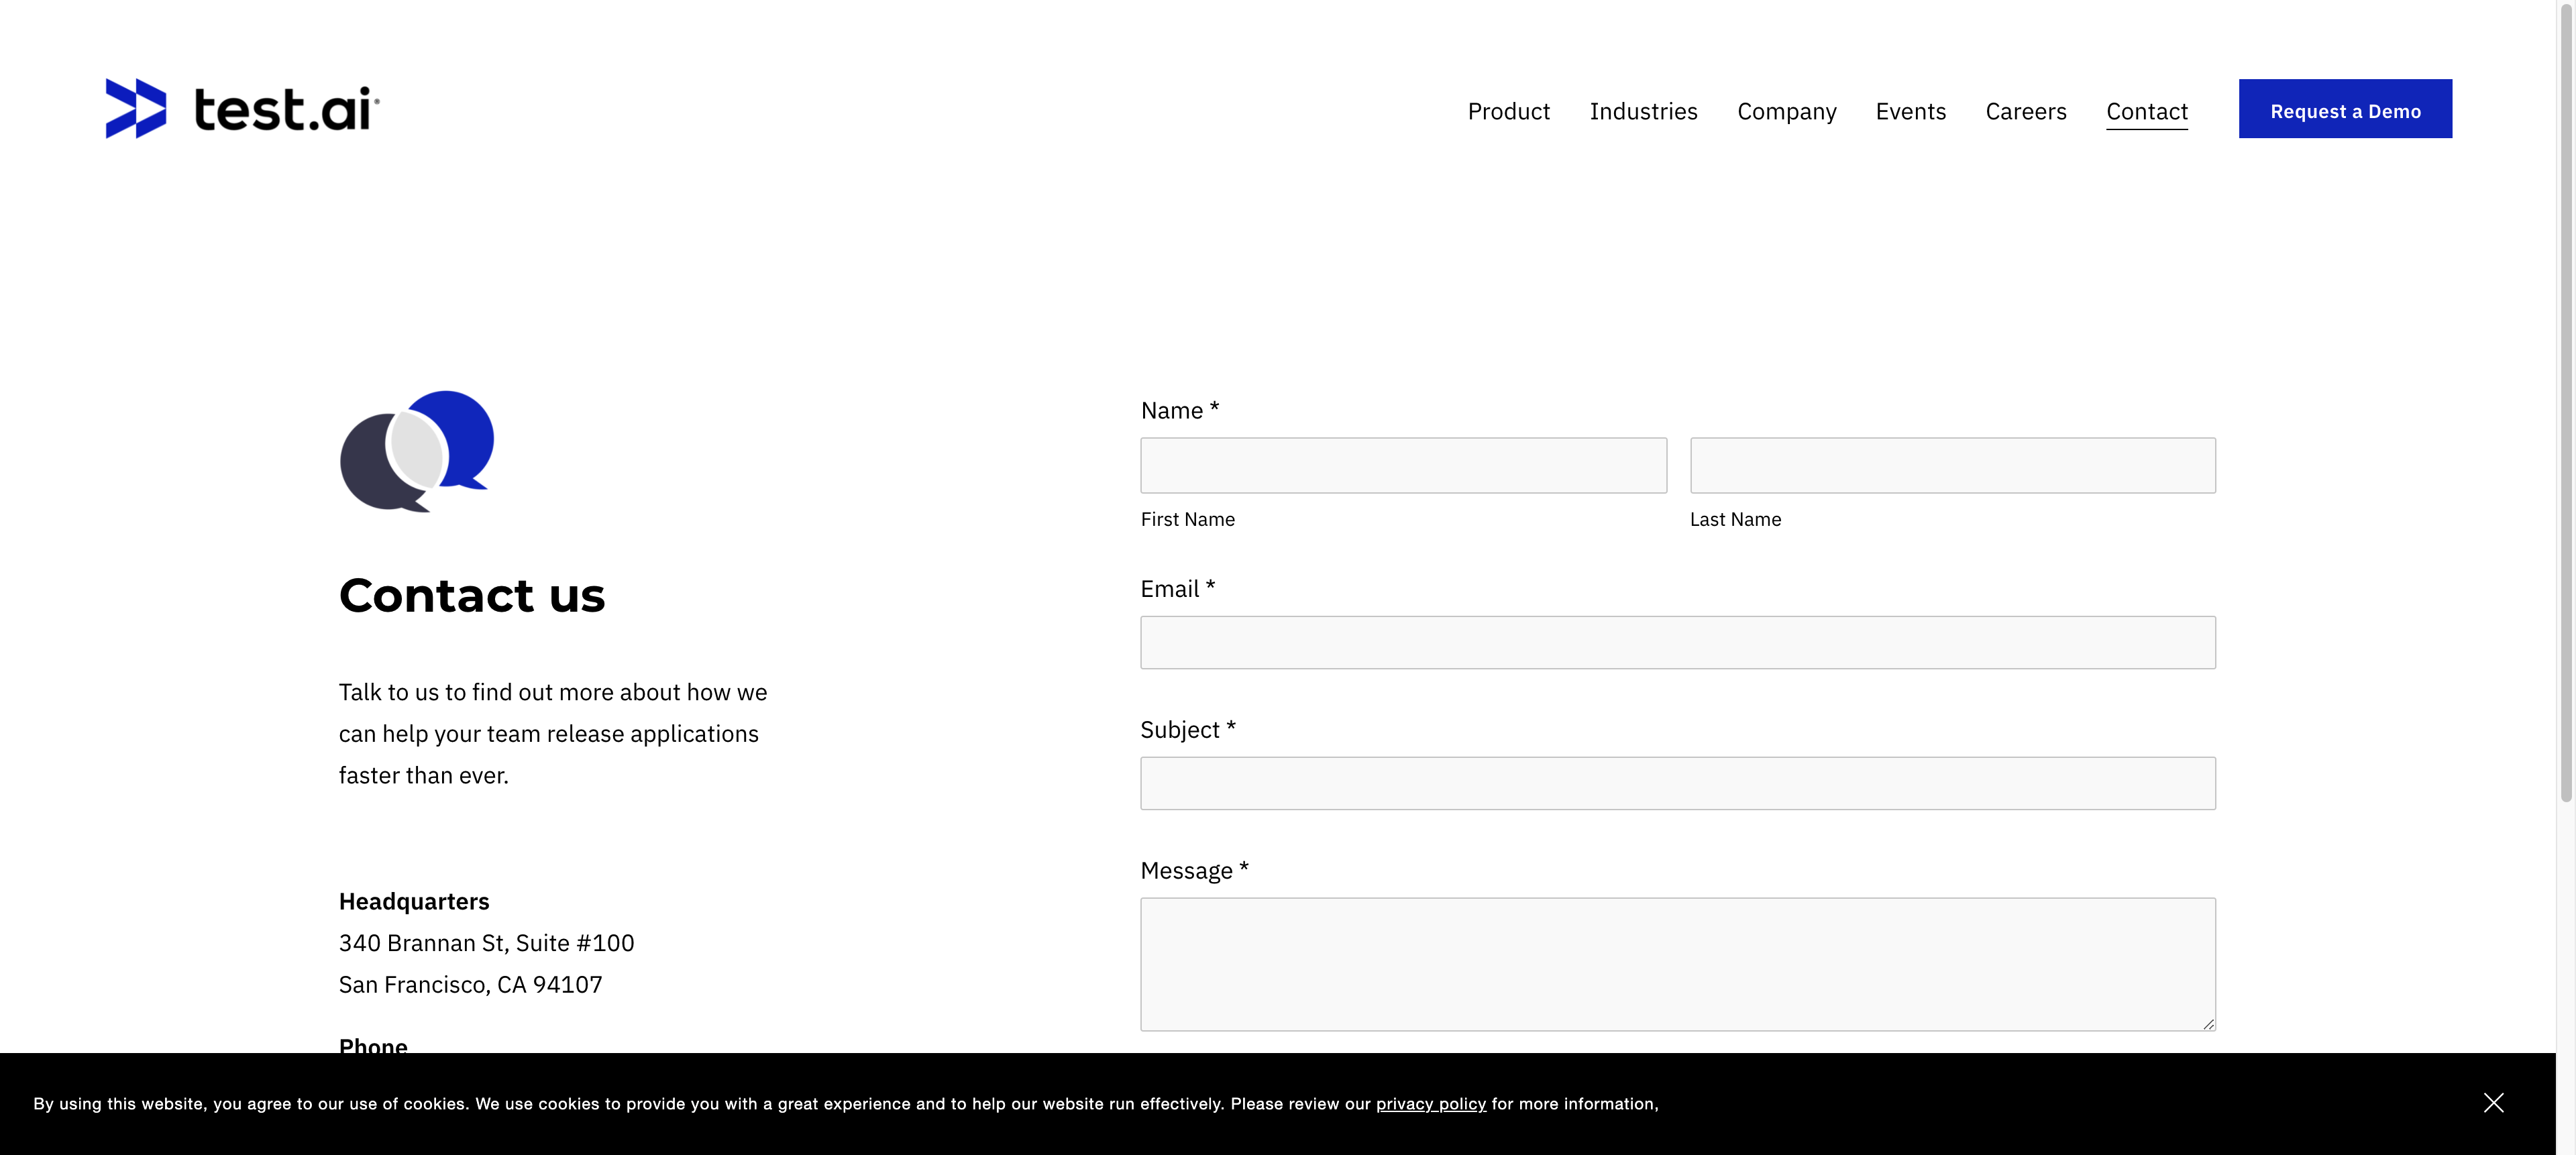 test.ai
Product Industries Company Events Careers Contact Request a Demo
Contact us
Talk to us to find out more about how we
can help your team release applications
faster than ever.
Headquarters
340 Brannan St, Suite #100
San Francisco, CA 94107
Phone
Name *
First Name Last Name
Email *
Subject *
Message *
By using this website, you agree to our use of cookies. We use cookies to provide you with a great experience and to help our website run effectively. Please review our privacy policy for more information,